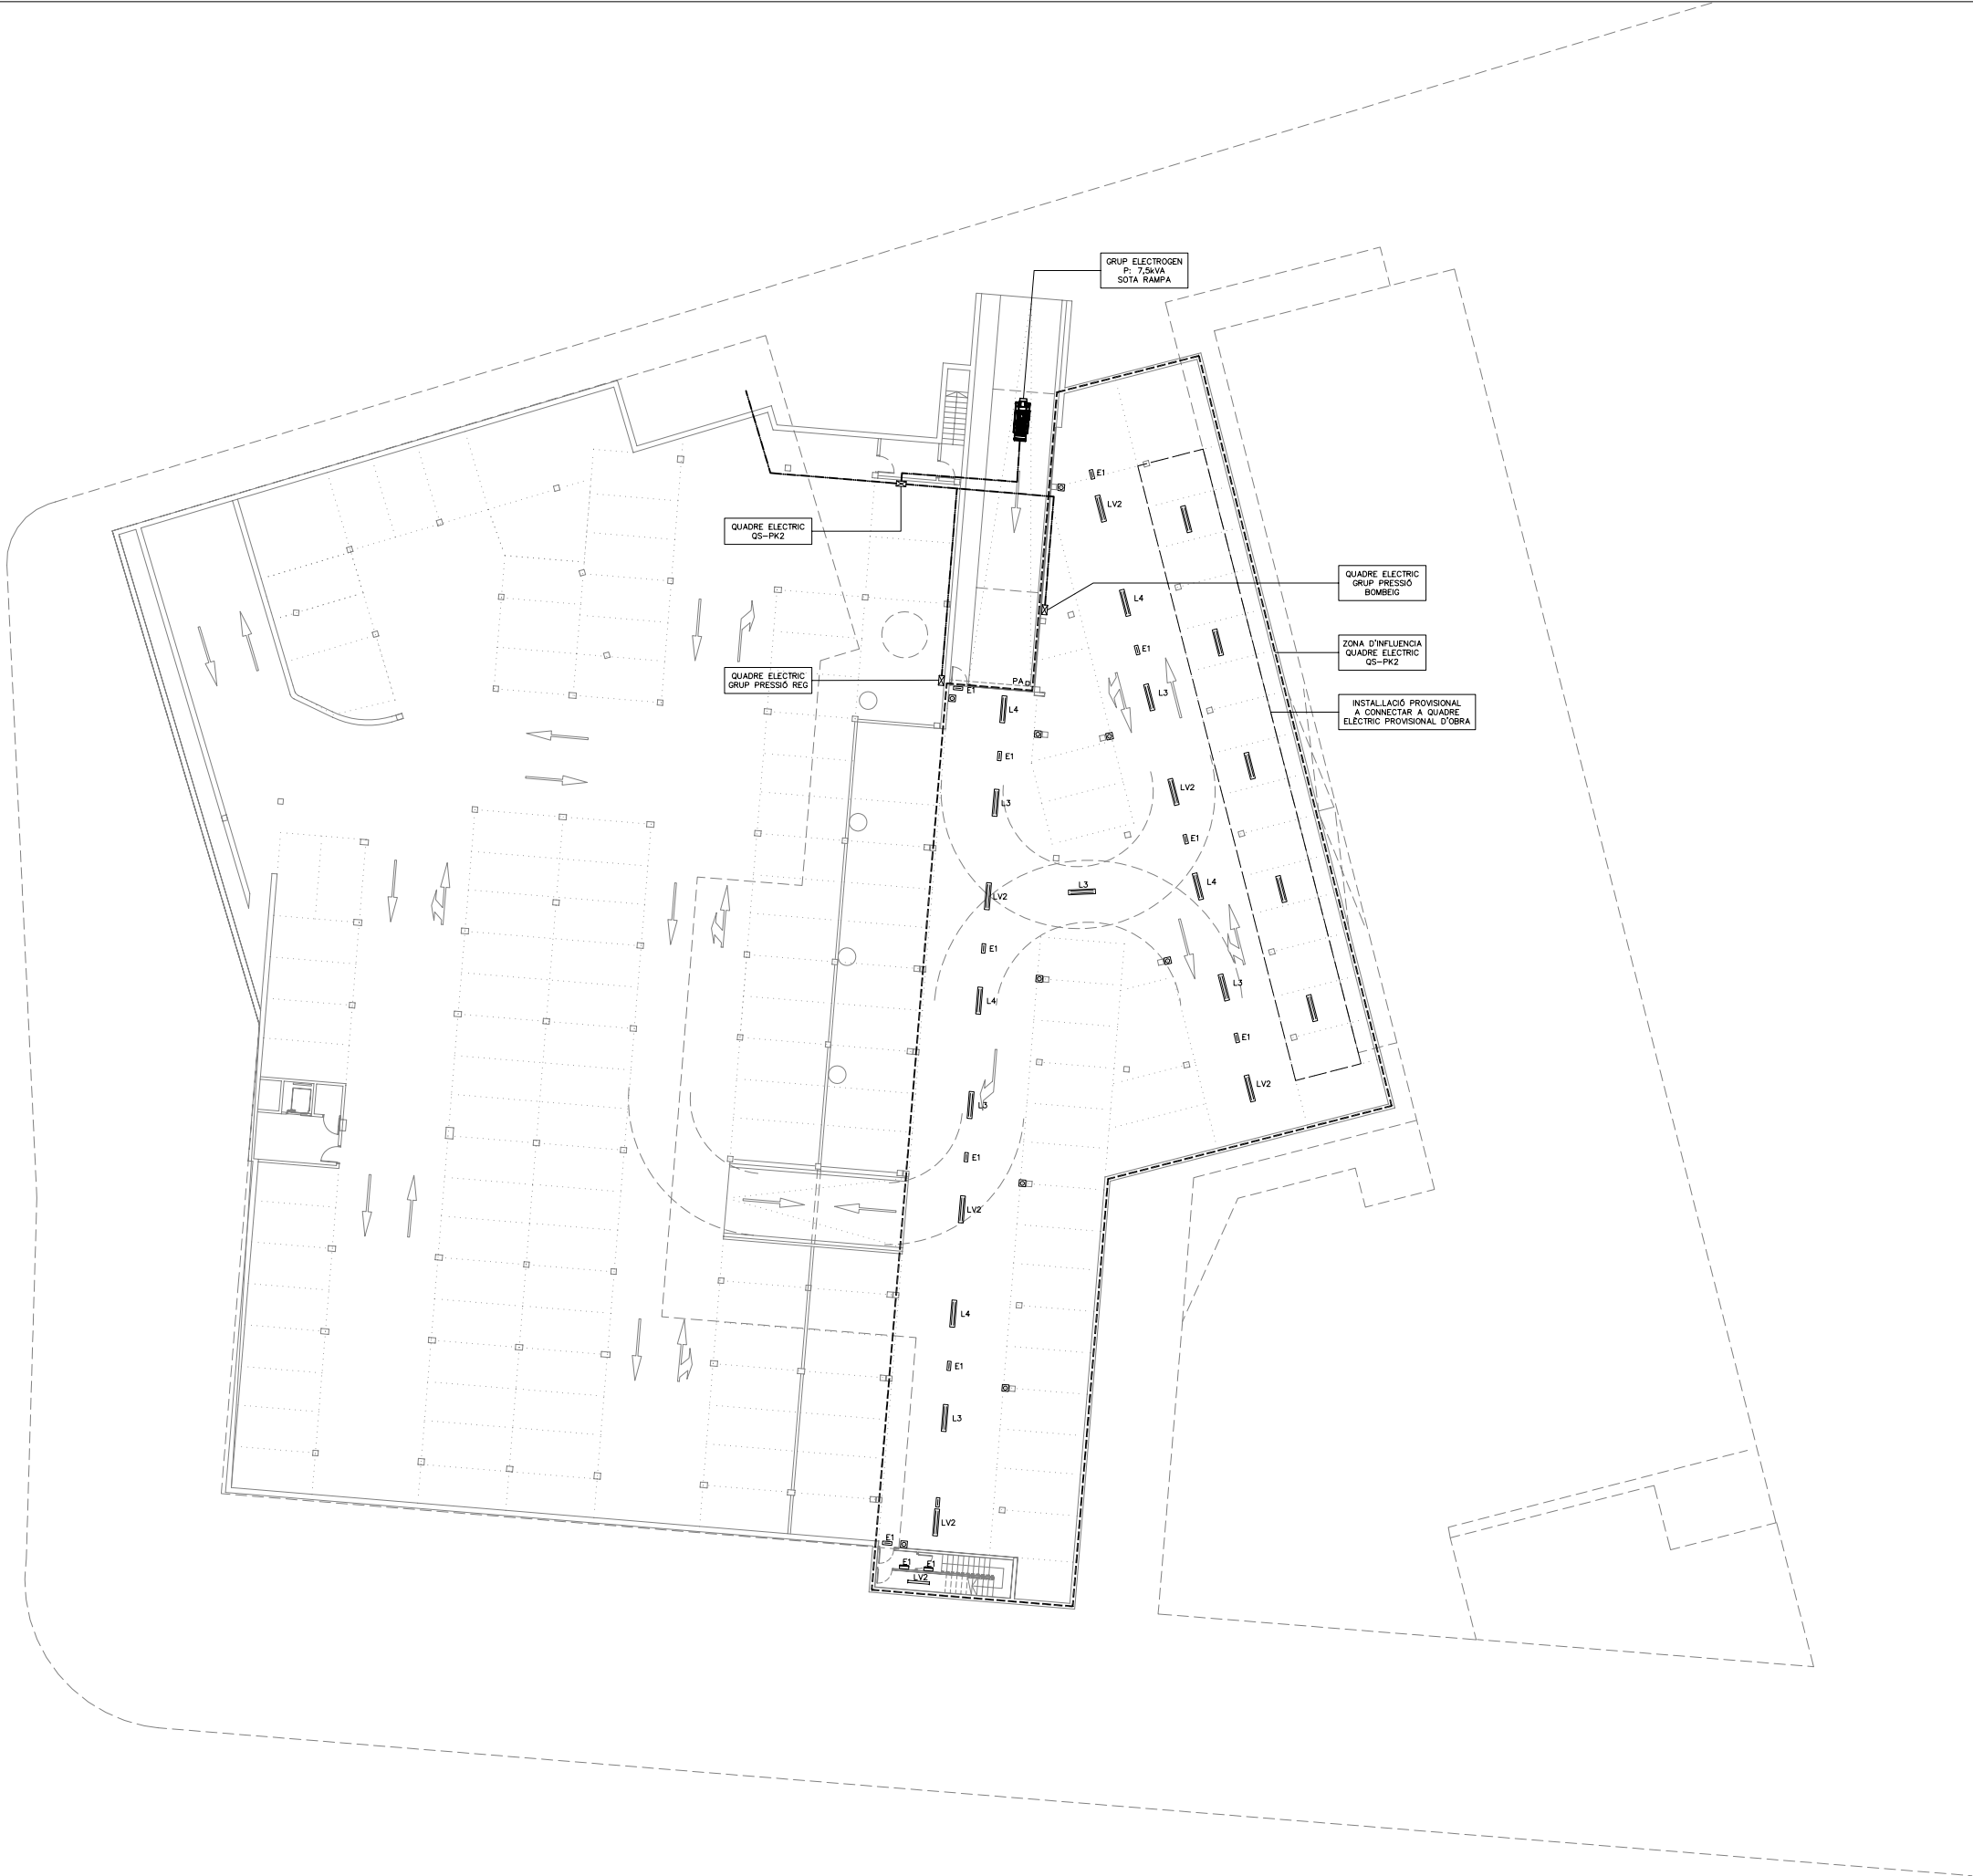 GRUP ELECTROGEN
P: 7,5kVA
SOTA RAMPA
E1
LV2
QUADRE ELECTRIC
QS-PK2
QUADRE ELECTRIC
GRUP PRESSIÓ
BOMBEIG
L4
ZONA D'INFLUENCIA
QUADRE ELECTRIC
QS-PK2
E1
QUADRE ELECTRIC
GRUP PRESSIÓ REG
PA
E1
L3
INSTAL.LACIÓ PROVISIONAL
A CONNECTAR A QUADRE
ELÈCTRIC PROVISIONAL D'OBRA
L4
E1
LV2
L3
E1
L3
L4
LV2
E1
L3
L4
E1
LV2
L3
E1
LV2
L4
E1
L3
LV2
E1
E1
E1
LV2